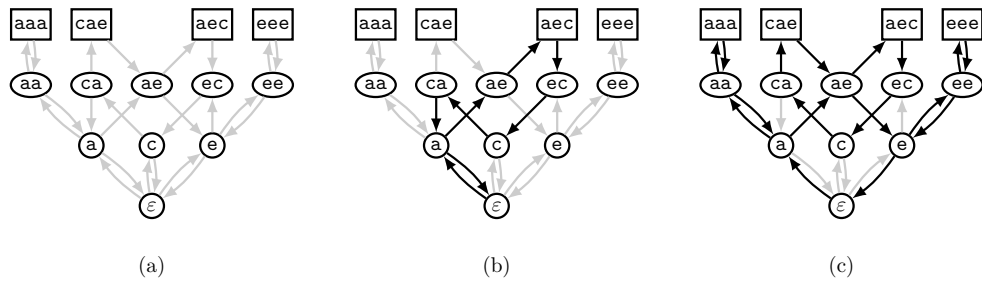 aaa cae aec eee aaa cae aec eee aaa cae aec eee
aa ca ae ec ee aa ca ae ec ee aa ca ae ec ee
a c e a c e a c e
ε ε ε
(a) (b) (c)